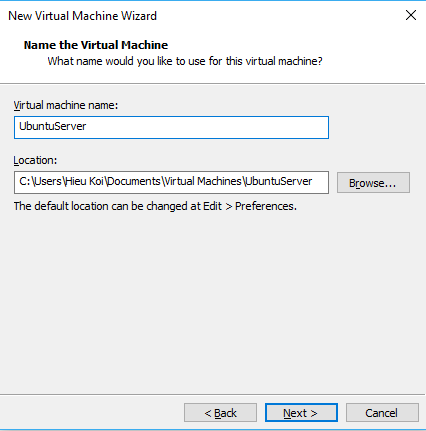 New Virtual Machine Wizard
Name the Virtual Machine
What name would you like to use for this virtual machine?
Virtual machine name:
UbuntuServer
Location:
C:\Users\Hieu Koi\Documents\Virtual Machines\UbuntuServer
Browse...
The default location can be changed at Edit > Preferences.
< Back
Next >
Cancel